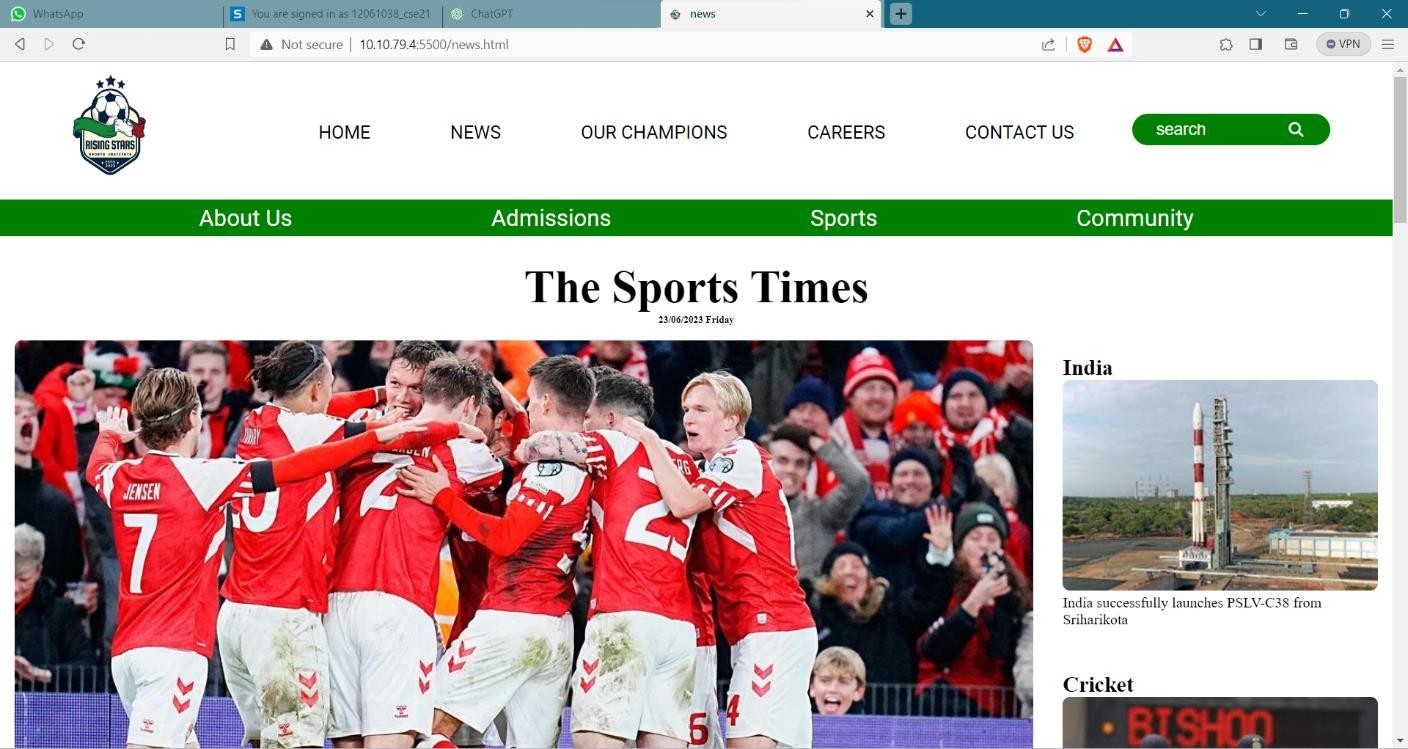 WhatsApp
You are signed in as 12061038_cse21
ChatGPT
news
Not secure
10.10.79.4:5500/news.html
VPN
RISING STARS
HOME
NEWS
OUR CHAMPIONS
CAREERS
CONTACT US
search
About Us
Admissions
Sports
Community
The Sports Times
23/06/2023 Friday
JENSEN
7
2
23
6
4
India
India successfully launches PSLV-C38 from
Sriharikota
Cricket